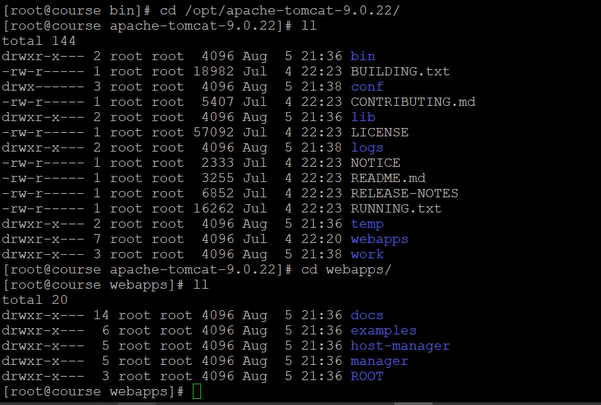 [root@course bin]# cd /opt/apache-tomcat-9.0.22/
[root@course apache-tomcat-9.0.22]# ll
total 144
drwxr-x--- 2 root root  4096 Aug  5 21:36 bin
-rw-r----- 1 root root 18982 Jul  4 22:23 BUILDING.txt
drwx------ 3 root root  4096 Aug  5 21:38 conf
-rw-r----- 1 root root  5407 Jul  4 22:23 CONTRIBUTING.md
drwxr-x--- 2 root root  4096 Aug  5 21:36 lib
-rw-r----- 1 root root 57092 Jul  4 22:23 LICENSE
drwxr-x--- 2 root root  4096 Aug  5 21:38 logs
-rw-r----- 1 root root  2333 Jul  4 22:23 NOTICE
-rw-r----- 1 root root  3255 Jul  4 22:23 README.md
-rw-r----- 1 root root  6852 Jul  4 22:23 RELEASE-NOTES
-rw-r----- 1 root root 16262 Jul  4 22:23 RUNNING.txt
drwxr-x--- 2 root root  4096 Aug  5 21:36 temp
drwxr-x--- 7 root root  4096 Jul  4 22:20 webapps
drwxr-x--- 3 root root  4096 Aug  5 21:38 work
[root@course apache-tomcat-9.0.22]# cd webapps/
[root@course webapps]# ll
total 20
drwxr-x--- 14 root root 4096 Aug  5 21:36 docs
drwxr-x---  6 root root 4096 Aug  5 21:36 examples
drwxr-x---  5 root root 4096 Aug  5 21:36 host-manager
drwxr-x---  5 root root 4096 Aug  5 21:36 manager
drwxr-x---  3 root root 4096 Aug  5 21:36 ROOT
[root@course webapps]#